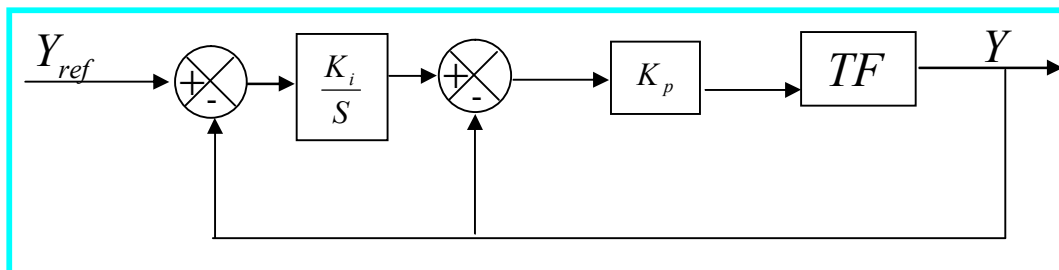 Y_ref
+
-
K_i
S
+
-
K_p
TF
Y